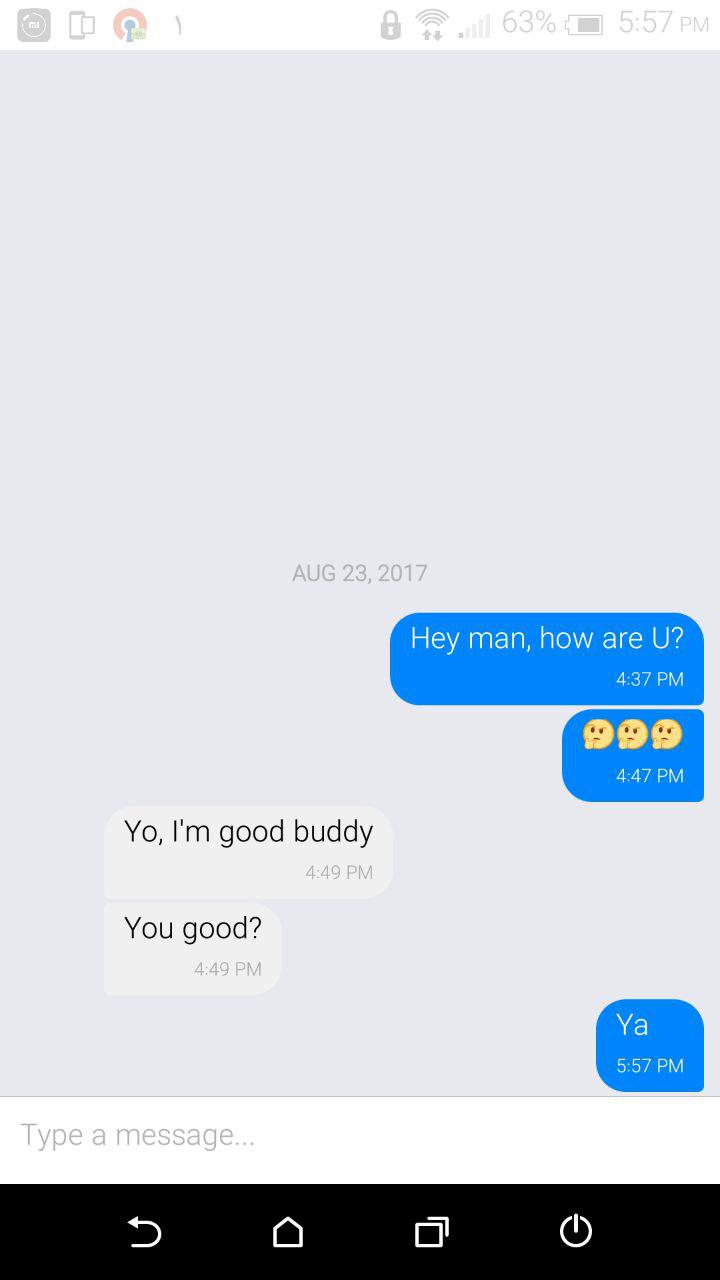 mi ١ 63% 5:57 PM
AUG 23, 2017
Hey man, how are U?
4:37 PM
🤔🤔🤔
4:47 PM
Yo, I'm good buddy
4:49 PM
You good?
4:49 PM
Ya
5:57 PM
Type a message...